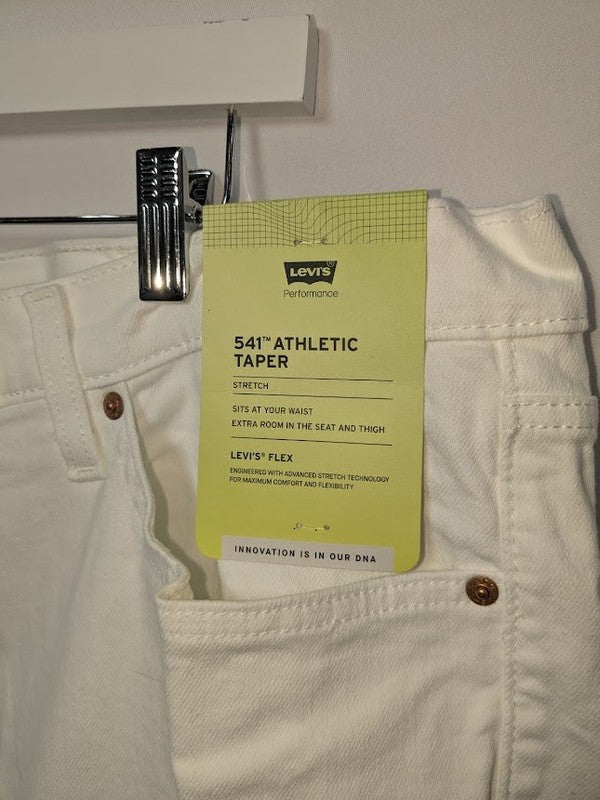 LEVI'S®
Performance
541™ ATHLETIC
TAPER
STRETCH
SITS AT YOUR WAIST
EXTRA ROOM IN THE SEAT AND THIGH
LEVI'S® FLEX
ENGINEERED WITH ADVANCED STRETCH TECHNOLOGY
FOR MAXIMUM COMFORT AND FLEXIBILITY
INNOVATION IS IN OUR DNA